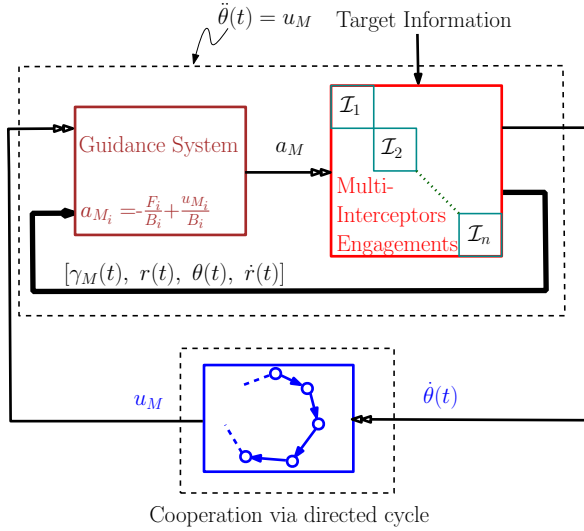 θ̈(t) = u_M
Target Information
Guidance System
a_{M_i} =-F_i/B_i+u_{M_i}/B_i
a_M
I_1
I_2
I_n
Multi-
Interceptors
Engagements
[γ_M(t), r(t), θ(t), ṙ(t)]
u_M
θ̇(t)
Cooperation via directed cycle